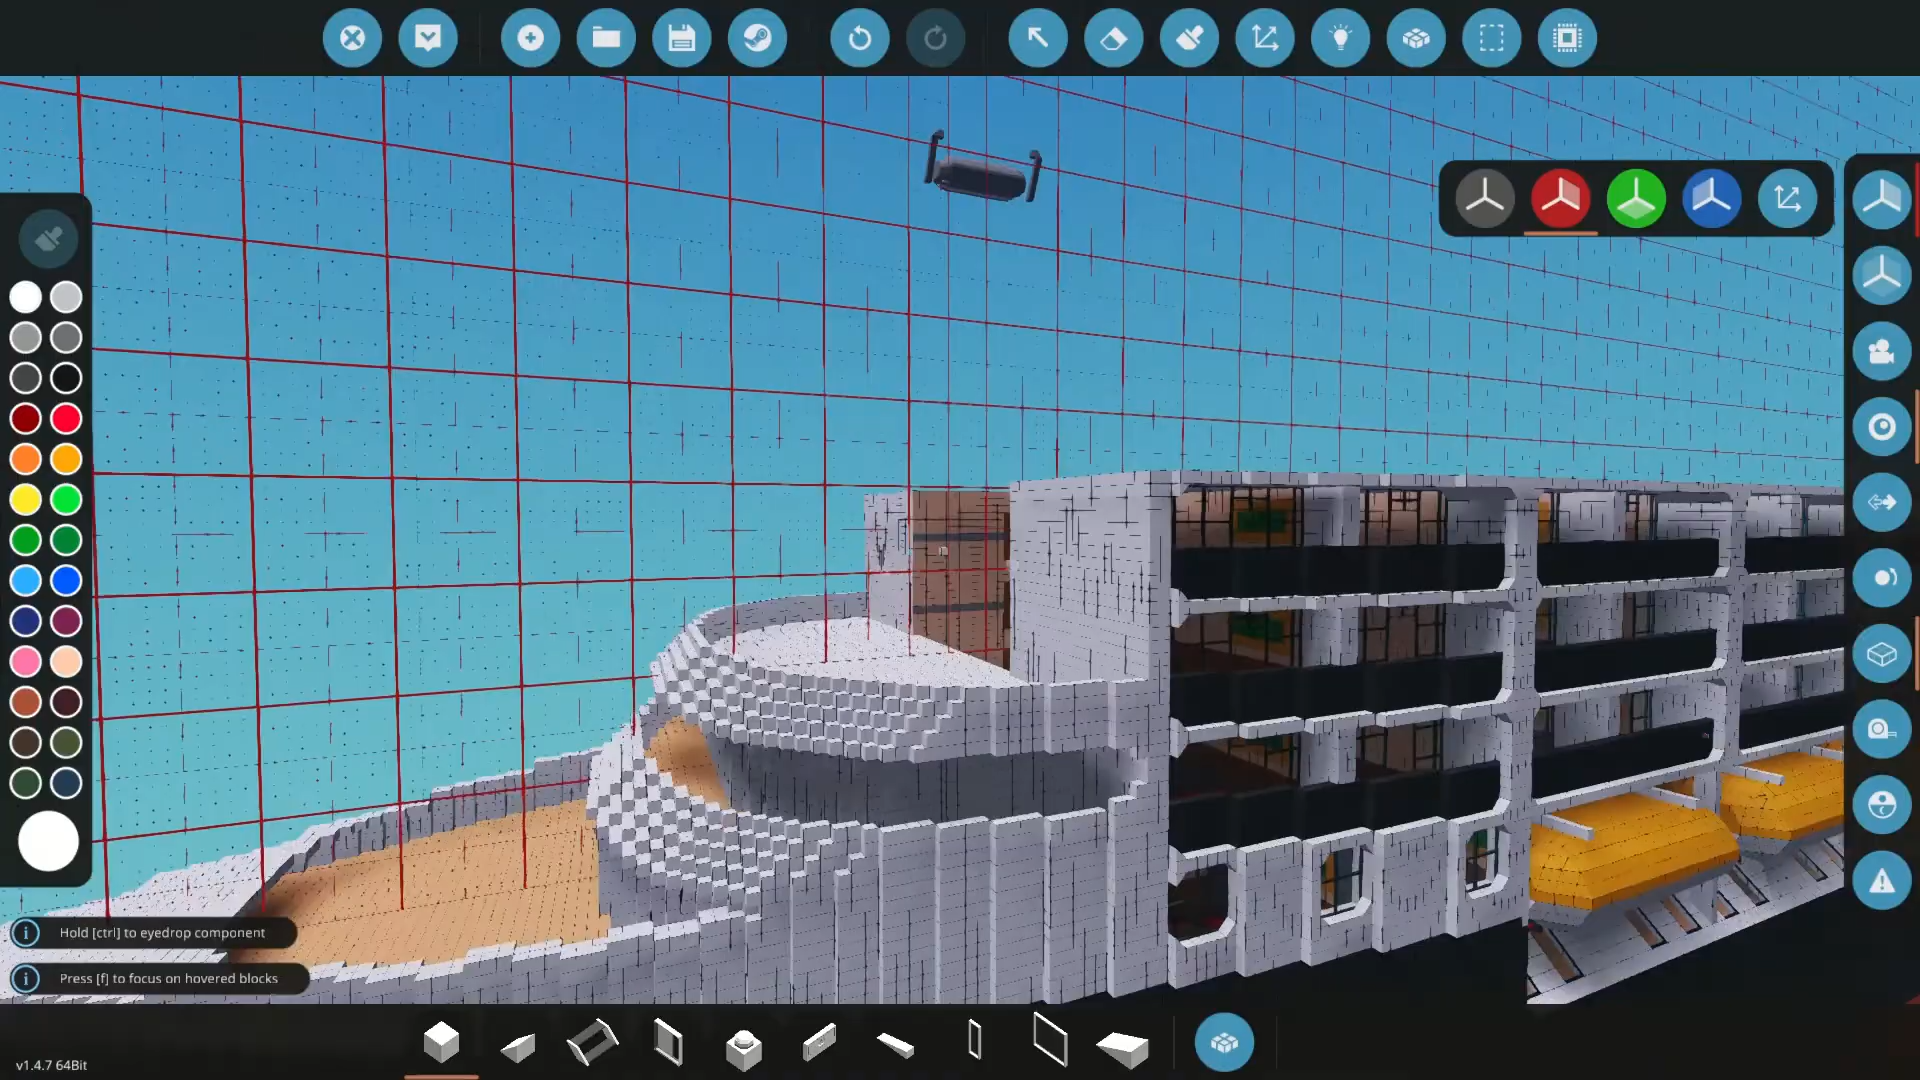 Hold [ctrl] to eyedrop component
Press [f] to focus on hovered blocks
v1.4.7 64Bit